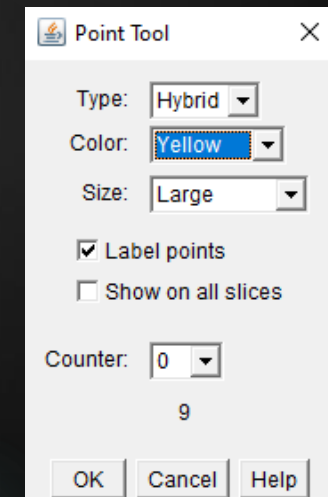 Point Tool
Type: Hybrid
Color: Yellow
Size: Large
Label points
Show on all slices
Counter: 0
9
OK Cancel Help